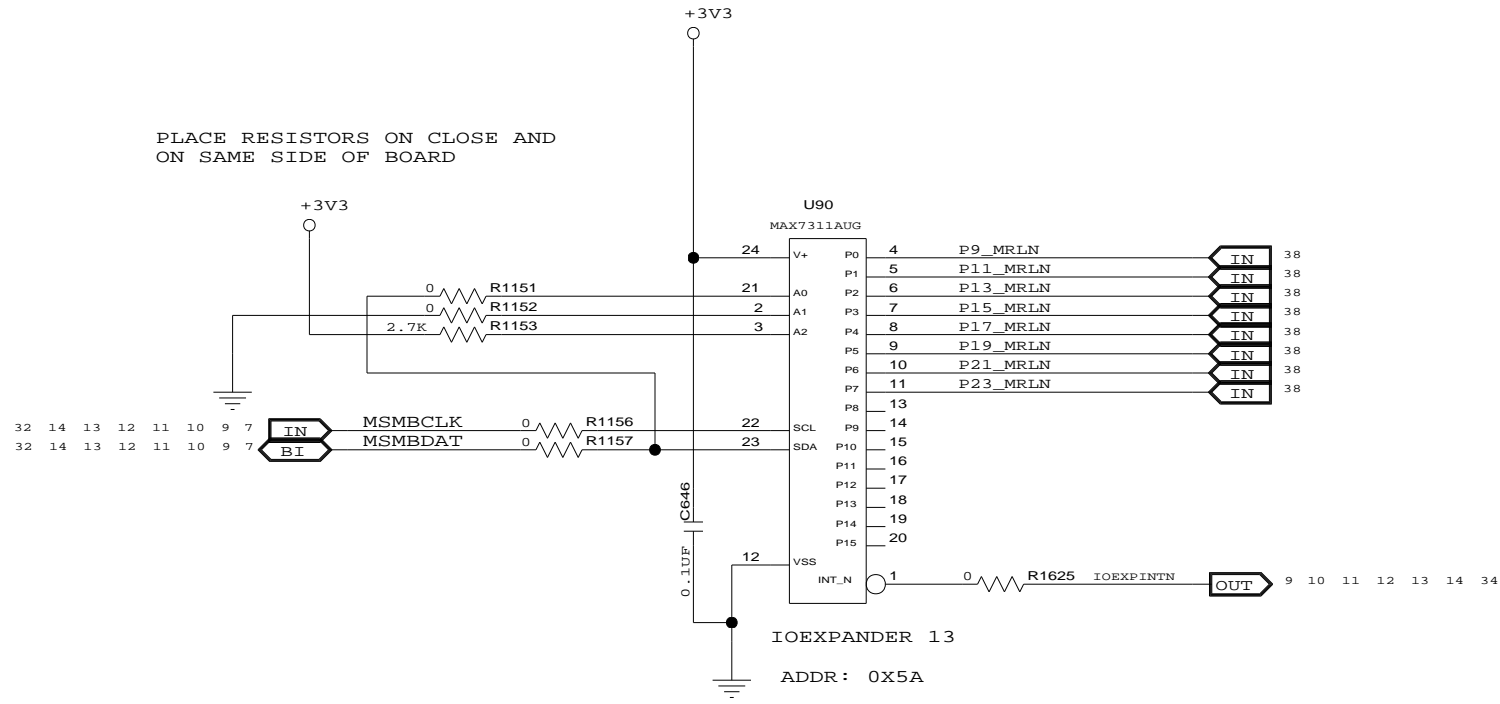 +3V3
PLACE RESISTORS ON CLOSE AND
ON SAME SIDE OF BOARD
+3V3
U90
MAX7311AUG
24 V+ P0 4 P9_MRLN IN 38
P1 5 P11_MRLN IN 38
0 R1151 21 A0 P2 6 P13_MRLN IN 38
0 R1152 2 A1 P3 7 P15_MRLN IN 38
2.7K R1153 3 A2 P4 8 P17_MRLN IN 38
P5 9 P19_MRLN IN 38
P6 10 P21_MRLN IN 38
P7 11 P23_MRLN IN 38
P8 13
32 14 13 12 11 10 9 7 IN MSMBCLK 0 R1156 22 SCL P9 14
32 14 13 12 11 10 9 7 BI MSMBDAT 0 R1157 23 SDA P10 15
P11 16
P12 17
P13 18
P14 19
P15 20
C646
0.1UF
12 VSS
INT_N 1 0 R1625 IOEXPINTN OUT 9 10 11 12 13 14 34
IOEXPANDER 13
ADDR: 0X5A